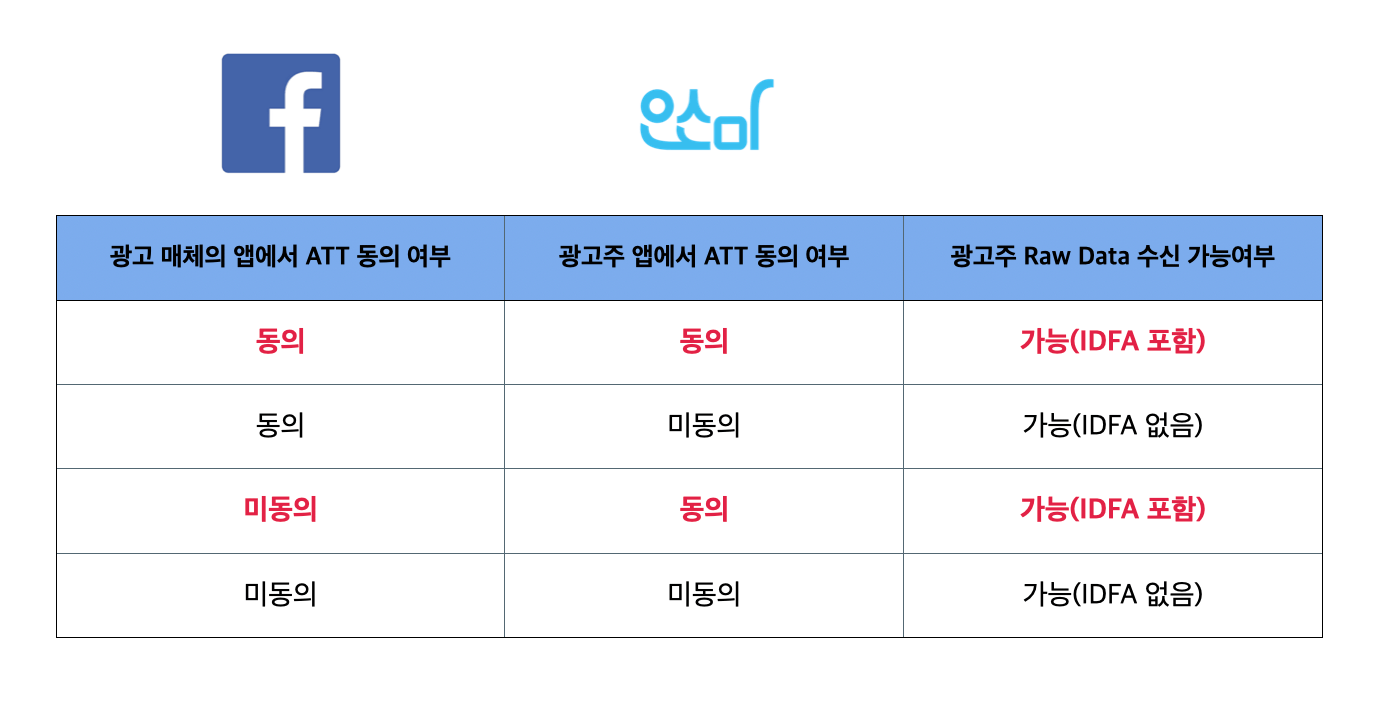 f
인소마
광고 매체의 앱에서 ATT 동의 여부 광고주 앱에서 ATT 동의 여부 광고주 Raw Data 수신 가능여부
동의 동의 가능(IDFA 포함)
동의 미동의 가능(IDFA 없음)
미동의 동의 가능(IDFA 포함)
미동의 미동의 가능(IDFA 없음)